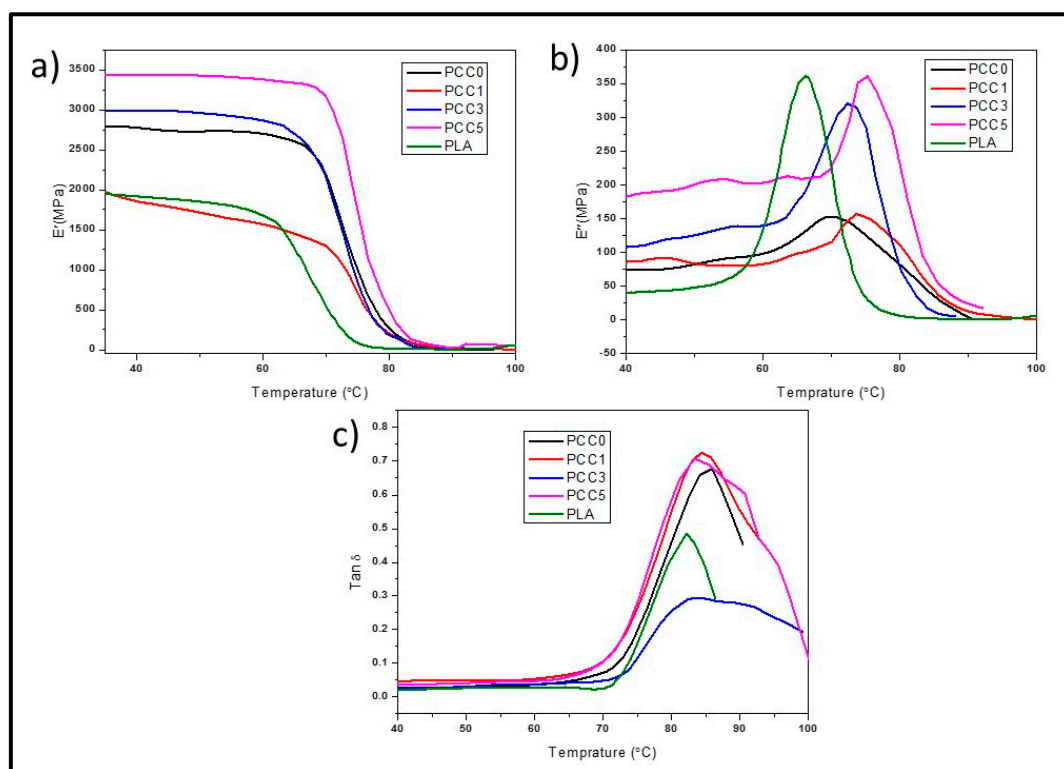 a)
3500
3000
2500
2000
1500
1000
500
0
E'(MPa)
40
60
80
100
Temperature (°C)
PCC0
PCC1
PCC3
PCC5
PLA
b)
400
350
300
250
200
150
100
50
0
-50
E"(MPa)
40
60
80
100
Temprature (°C)
PCC0
PCC1
PCC3
PCC5
PLA
c)
0.8
0.7
0.6
0.5
0.4
0.3
0.2
0.1
0.0
Tan δ
40
50
60
70
80
90
100
Temprature (°C)
PCC0
PCC1
PCC3
PCC5
PLA